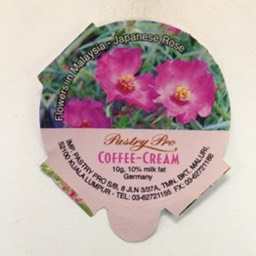 Flowers in Malaysia - Japanese Rose
Pastry Pro
COFFEE-CREAM
10g, 10% milk fat
Germany
IMP. PASTRY PRO S/B, 8 JLN 3/37A, TMN. BKT. MALURI,
52100 KUALA LUMPUR - TEL: 03-62721155 FX: 03-62721166